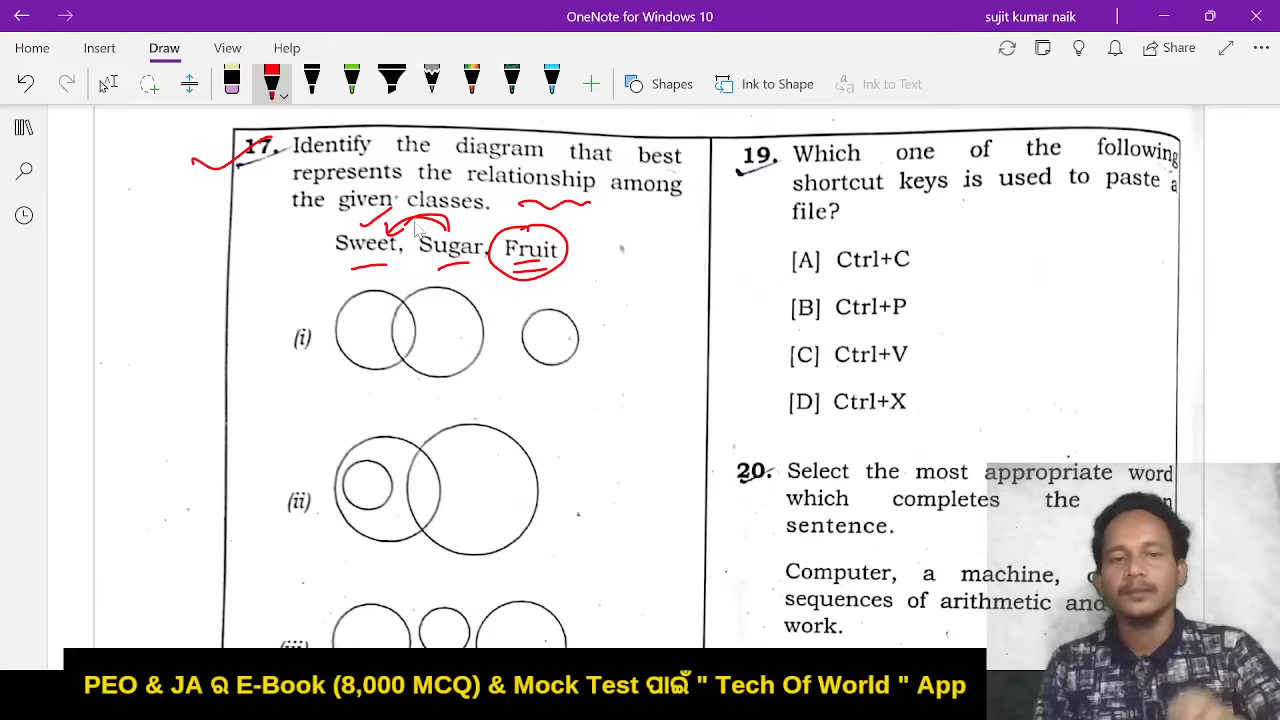 OneNote for Windows 10
sujit kumar naik
Home Insert Draw View Help
Share
Shapes
Ink to Shape
Ink to Text
17. Identify the diagram that best
represents the relationship among
the given classes.
Sweet, Sugar, Fruit
(i)
(ii)
(iii)
19. Which one of the following
shortcut keys is used to paste a
file?
[A] Ctrl+C
[B] Ctrl+P
[C] Ctrl+V
[D] Ctrl+X
20. Select the most appropriate word
which completes the
sentence.
Computer, a machine,
sequences of arithmetic and
work.
PEO & JA ର E-Book (8,000 MCQ) & Mock Test ପାଇଁ " Tech Of World " App